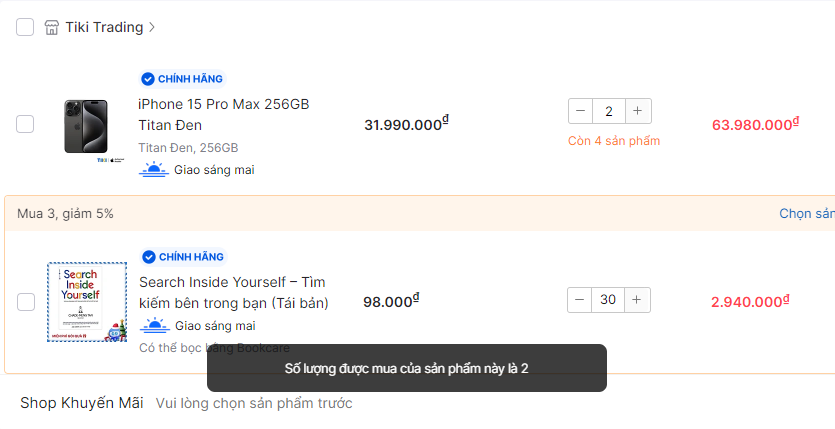 Tiki Trading
CHÍNH HÃNG
iPhone 15 Pro Max 256GB
Titan Đen
Titan Đen, 256GB
Giao sáng mai
31.990.000₫
2
Còn 4 sản phẩm
63.980.000₫
Mua 3, giảm 5%
Chọn sản
CHÍNH HÃNG
Search Inside Yourself – Tìm
kiếm bên trong bạn (Tái bản)
Giao sáng mai
Có thể bọc bằng Bookcare
Search
Inside
Yourself
98.000₫
30
2.940.000₫
Số lượng được mua của sản phẩm này là 2
Shop Khuyến Mãi Vui lòng chọn sản phẩm trước